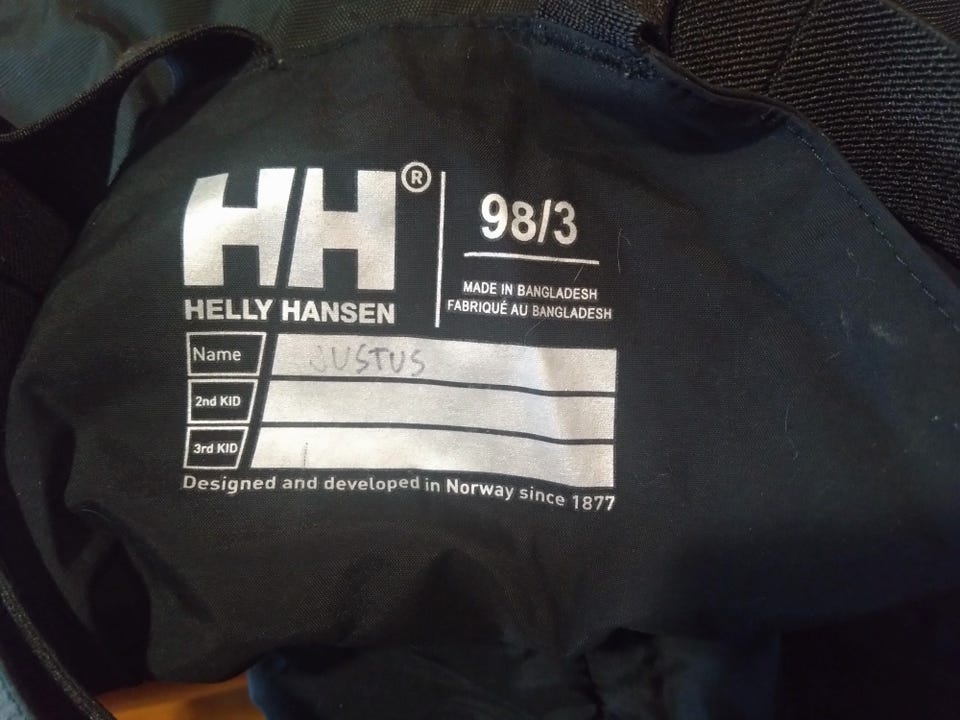 HH®
HELLY HANSEN
98/3
MADE IN BANGLADESH
FABRIQUÉ AU BANGLADESH
Name JUSTUS
2nd KID
3rd KID
Designed and developed in Norway since 1877